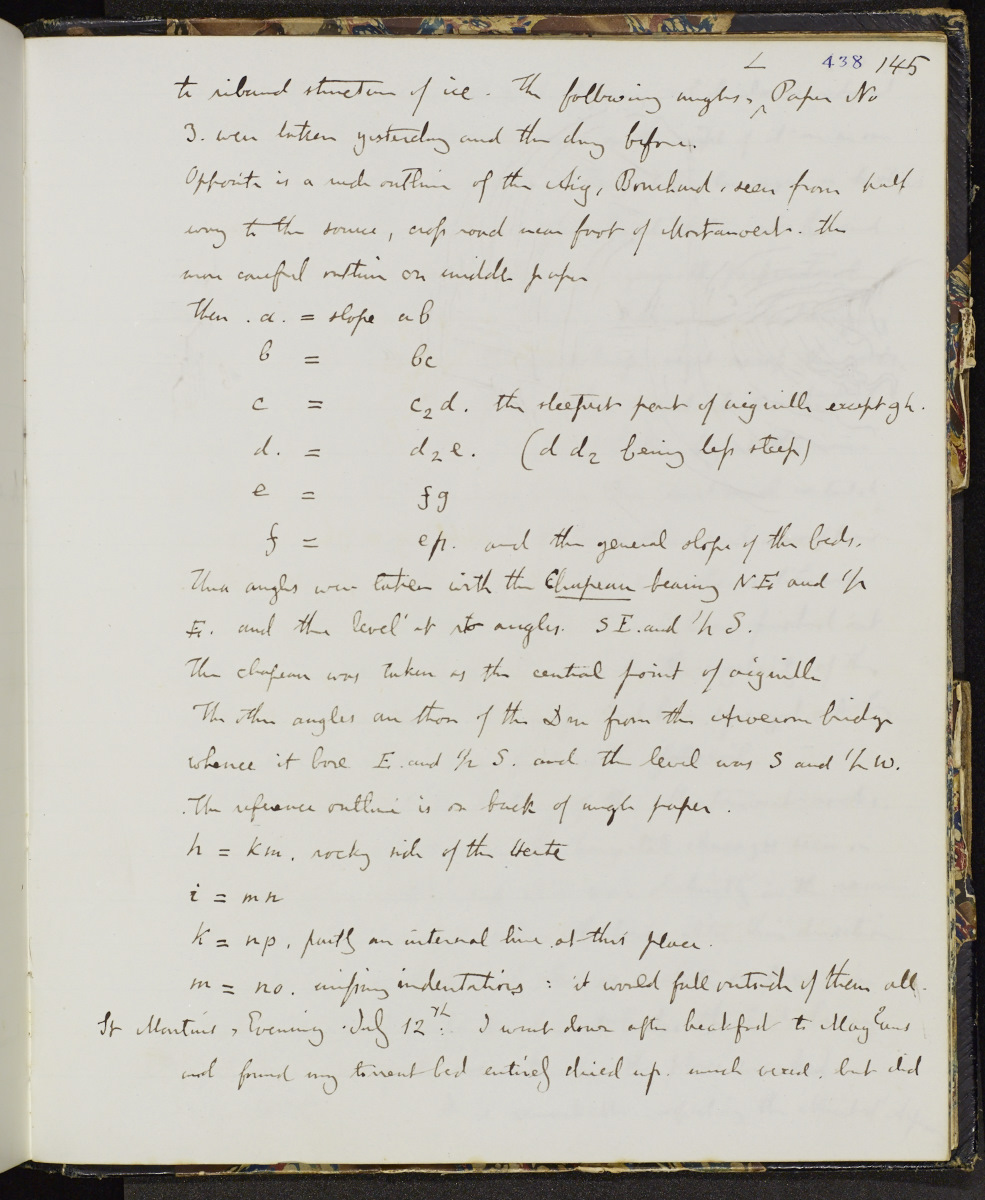 L 438 145
to riband structure of ice. The following angles, ^ Paper No
3. were taken yesterday and the day before.
Opposite is a rude outline of the Aig, Bouchard, seen from half
way to the source, cross road near foot of Montanvert. The
more careful outline on middle paper
Then . a. = slope ab
b = bc
c = c2d. the steepest part of aiguille except gh.
d. = d2e. (d d2 being less steep)
e = fg
f = ep. and the general slope of the beds.
These angles were taken with the Chapeau bearing NE and 1/2
E. and the level at rt angles. SE. and 1/2 S.
The chapeau was taken as the central point of aiguille
The other angles are those of the Dru from the Arveron bridge
whence it bore E. and 1/2 S. and the level was S and 1/2 W.
The reference outline is on back of angle paper.
h = km. rocky side of the
i = mn
k = np, partly an internal line at this place.
m = no. missing indentations: it would fall outside of them all.
St Martins, Evening. July 12th. I went down after breakfast to Maglans
and found my torrent bed entirely dried up. much vexed. but did